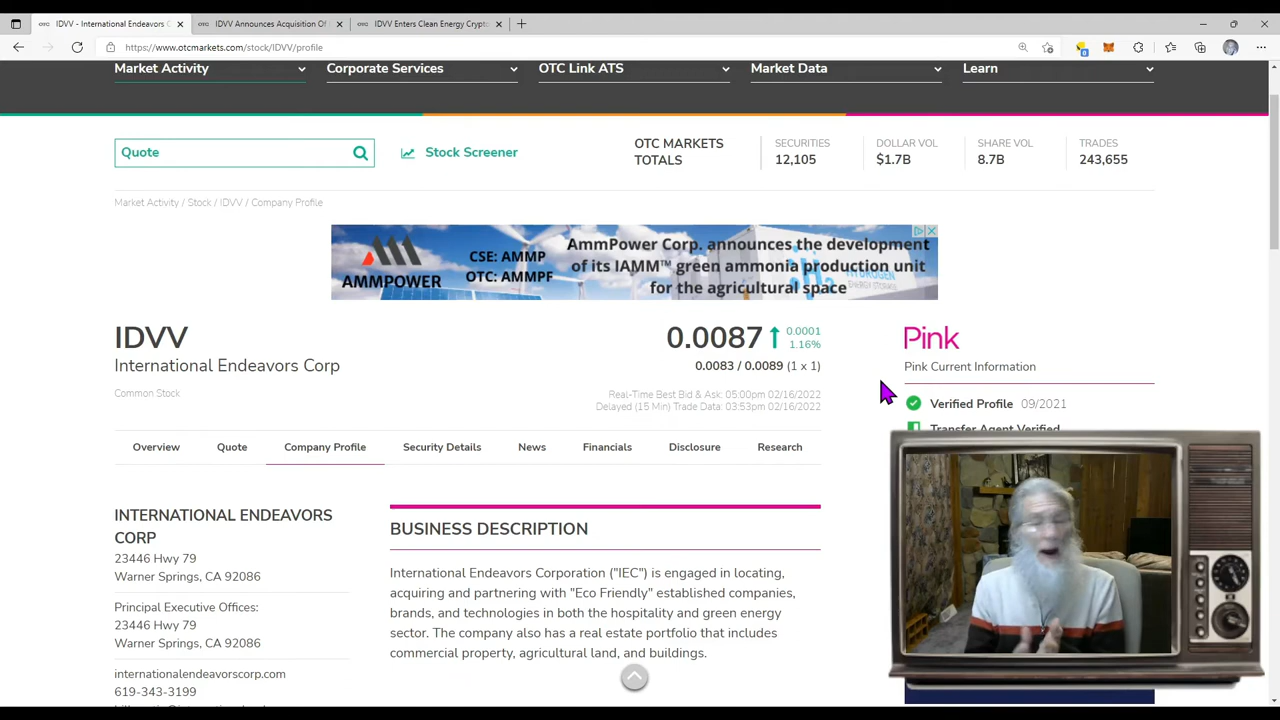 IDVV - International Endeavors C
IDVV Announces Acquisition Of
IDVV Enters Clean Energy Crypto
https://www.otcmarkets.com/stock/IDVV/profile
Market Activity
Corporate Services
OTC Link ATS
Market Data
Learn
Quote
Stock Screener
OTC MARKETS
TOTALS
SECURITIES
12,105
DOLLAR VOL
$1.7B
SHARE VOL
8.7B
TRADES
243,655
Market Activity / Stock / IDVV / Company Profile
AMMPOWER
CSE: AMMP
OTC: AMMPF
AmmPower Corp. announces the development
of its IAMM™ green ammonia production unit
for the agricultural space
HYDROGEN
IDVV
International Endeavors Corp
Common Stock
0.0087
0.0001
1.16%
0.0083 / 0.0089 (1 x 1)
Real-Time Best Bid & Ask: 05:00pm 02/16/2022
Delayed (15 Min) Trade Data: 03:53pm 02/16/2022
Pink
Pink Current Information
Verified Profile 09/2021
Transfer Agent Verified
Overview
Quote
Company Profile
Security Details
News
Financials
Disclosure
Research
INTERNATIONAL ENDEAVORS
CORP
23446 Hwy 79
Warner Springs, CA 92086
Principal Executive Offices:
23446 Hwy 79
Warner Springs, CA 92086
internationalendeavorscorp.com
619-343-3199
BUSINESS DESCRIPTION
International Endeavors Corporation ("IEC") is engaged in locating,
acquiring and partnering with "Eco Friendly" established companies,
brands, and technologies in both the hospitality and green energy
sector. The company also has a real estate portfolio that includes
commercial property, agricultural land, and buildings.